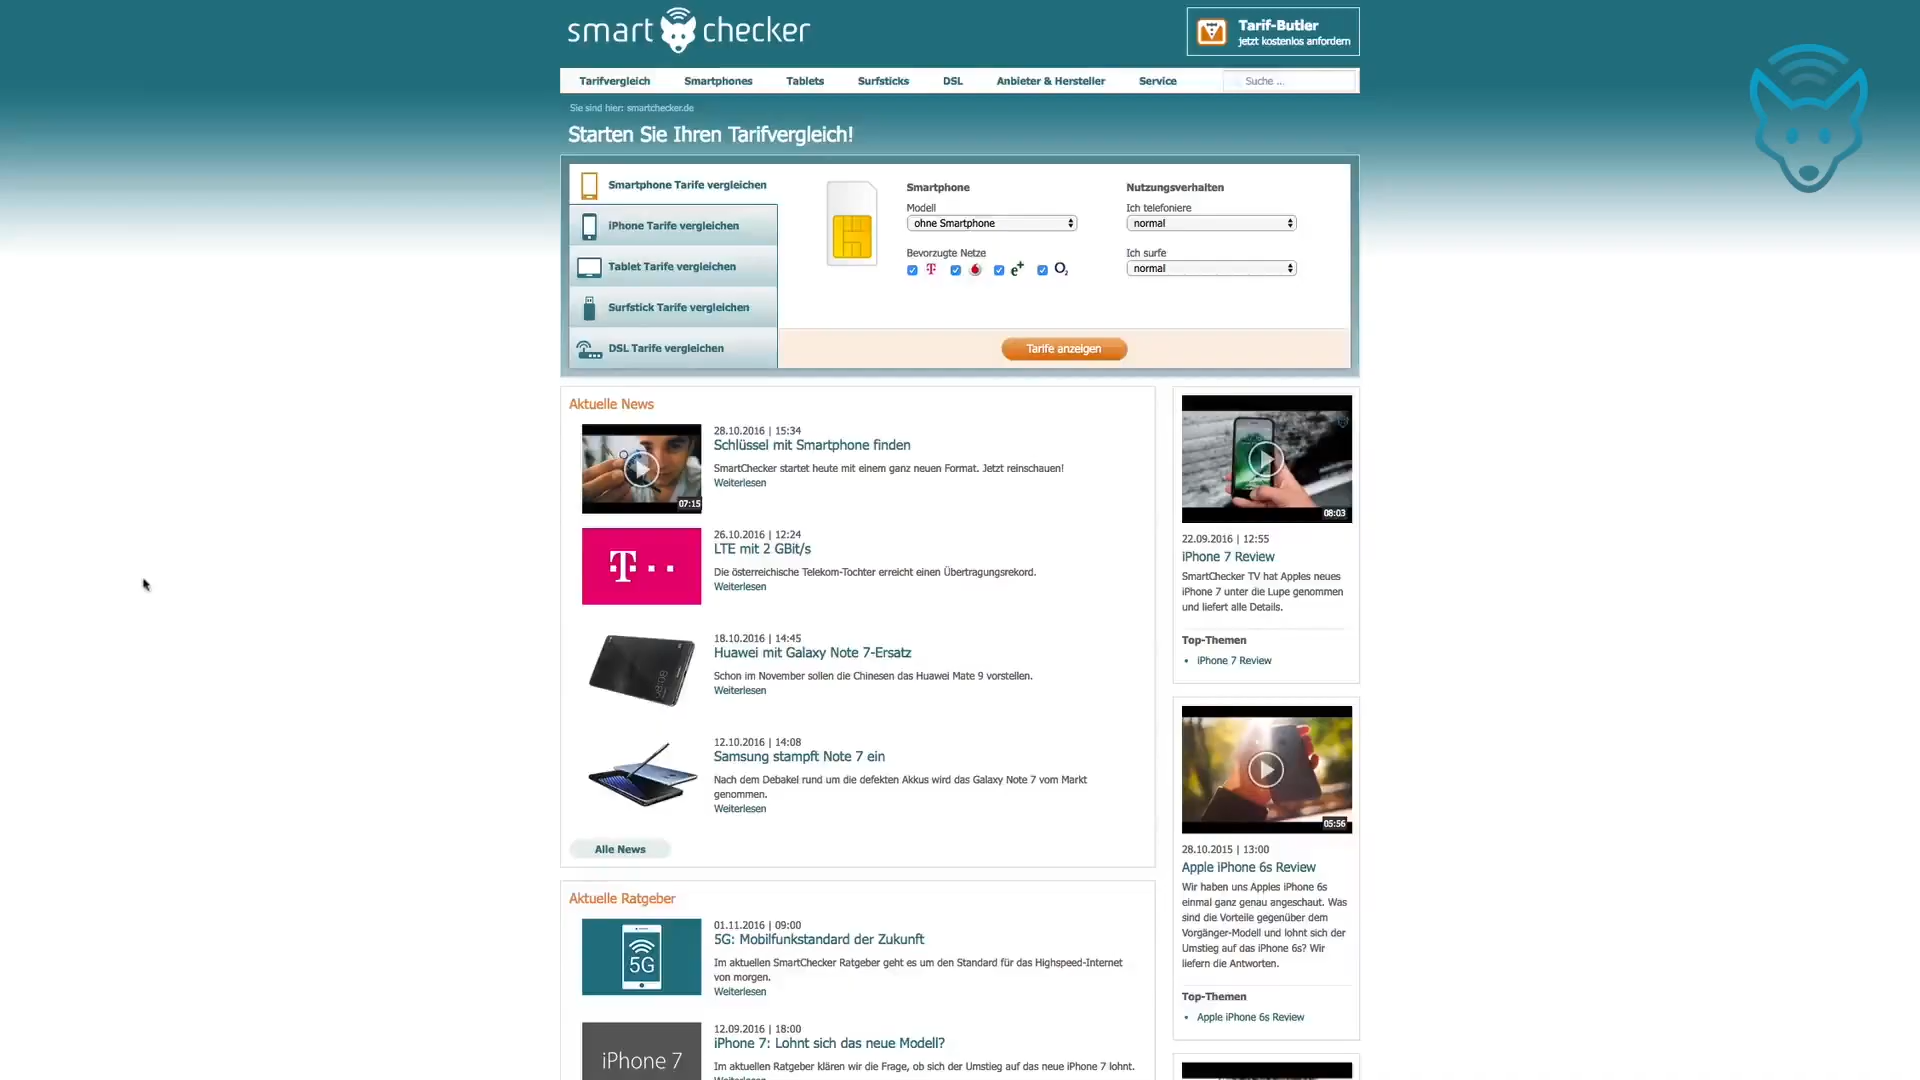 smart checker
Tarif-Butler
jetzt kostenlos anfordern
Tarifvergleich Smartphones Tablets Surfsticks DSL Anbieter & Hersteller Service Suche ...
Sie sind hier: smartchecker.de
Starten Sie Ihren Tarifvergleich!
Smartphone Tarife vergleichen
iPhone Tarife vergleichen
Tablet Tarife vergleichen
Surfstick Tarife vergleichen
DSL Tarife vergleichen
Smartphone
Modell
ohne Smartphone
Bevorzugte Netze
T e+ O2
Nutzungsverhalten
Ich telefoniere
normal
Ich surfe
normal
Tarife anzeigen
Aktuelle News
07:15
28.10.2016 | 15:34
Schlüssel mit Smartphone finden
SmartChecker startet heute mit einem ganz neuen Format. Jetzt reinschauen!
Weiterlesen
T
26.10.2016 | 12:24
LTE mit 2 GBit/s
Die österreichische Telekom-Tochter erreicht einen Übertragungsrekord.
Weiterlesen
18.10.2016 | 14:45
Huawei mit Galaxy Note 7-Ersatz
Schon im November sollen die Chinesen das Huawei Mate 9 vorstellen.
Weiterlesen
12.10.2016 | 14:08
Samsung stampft Note 7 ein
Nach dem Debakel rund um die defekten Akkus wird das Galaxy Note 7 vom Markt
genommen.
Weiterlesen
Alle News
Aktuelle Ratgeber
5G
01.11.2016 | 09:00
5G: Mobilfunkstandard der Zukunft
Im aktuellen SmartChecker Ratgeber geht es um den Standard für das Highspeed-Internet
von morgen.
Weiterlesen
iPhone 7
12.09.2016 | 18:00
iPhone 7: Lohnt sich das neue Modell?
Im aktuellen Ratgeber klären wir die Frage, ob sich der Umstieg auf das neue iPhone 7 lohnt.
08:03
22.09.2016 | 12:55
iPhone 7 Review
SmartChecker TV hat Apples neues
iPhone 7 unter die Lupe genommen
und liefert alle Details.
Top-Themen
• iPhone 7 Review
05:56
28.10.2015 | 13:00
Apple iPhone 6s Review
Wir haben uns Apples iPhone 6s
einmal ganz genau angeschaut. Was
sind die Vorteile gegenüber dem
Vorgänger-Modell und lohnt sich der
Umstieg auf das iPhone 6s? Wir
liefern die Antworten.
Top-Themen
• Apple iPhone 6s Review